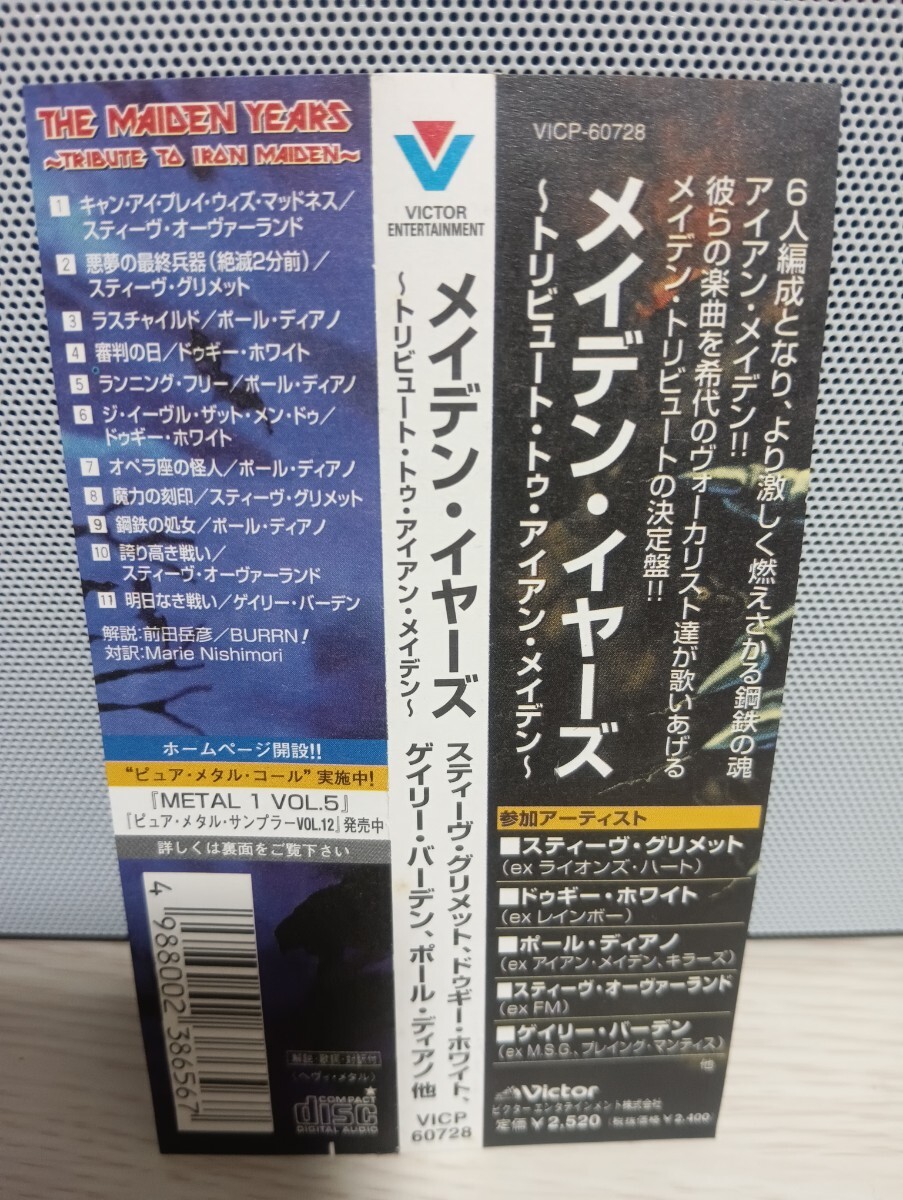 THE MAIDEN YEARS
~TRIBUTE TO IRON MAIDEN~
1 キャン・アイ・プレイ・ウィズ・マッドネス/
スティーヴ・オーヴァーランド
2 悪夢の最終兵器(絶滅2分前)/
スティーヴ・グリメット
3 ラスチャイルド/ポール・ディアノ
4 審判の日/ドゥギー・ホワイト
5 ランニング・フリー/ポール・ディアノ
6 ジ・イーヴル・ザット・メン・ドゥ/
ドゥギー・ホワイト
7 オペラ座の怪人/ポール・ディアノ
8 魔力の刻印/スティーヴ・グリメット
9 鋼鉄の処女/ポール・ディアノ
10 誇り高き戦い/
スティーヴ・オーヴァーランド
11 明日なき戦い/ゲイリー・バーデン
解説:前田岳彦/BURRN!
対訳:Marie Nishimori
ホームページ開設!!
“ピュア・メタル・コール”実施中!
『METAL 1 VOL.5』
『ピュア・メタル・サンプラーVOL.12』発売中
詳しくは裏面をご覧下さい
4 988002 386567
(ヘヴィ・メタル)
COMPACT
disc
DIGITAL AUDIO
VICTOR
ENTERTAINMENT
メイデン・イヤーズ
~トリビュート・トゥ・アイアン・メイデン~
スティーヴ・グリメット、ドゥギー・ホワイト、
ゲイリー・バーデン、ポール・ディアノ他
VICP
60728
VICP-60728
6人編成となり、より激しく燃えさかる鋼鉄の魂
アイアン・メイデン!!
彼らの楽曲を希代のヴォーカリスト達が歌いあげる
メイデン・トリビュートの決定盤!!
メイデン・イヤーズ
~トリビュート・トゥ・アイアン・メイデン~
参加アーティスト
■スティーヴ・グリメット
(ex ライオンズ・ハート)
■ドゥギー・ホワイト
(ex レインボー)
■ポール・ディアノ
(ex アイアン・メイデン、キラーズ)
■スティーヴ・オーヴァーランド
(ex FM)
■ゲイリー・バーデン
(ex M.S.G.、プレイング・マンティス)
他
Victor
ビクターエンタテインメント株式会社
定価¥2,520 (税抜価格¥2,400)